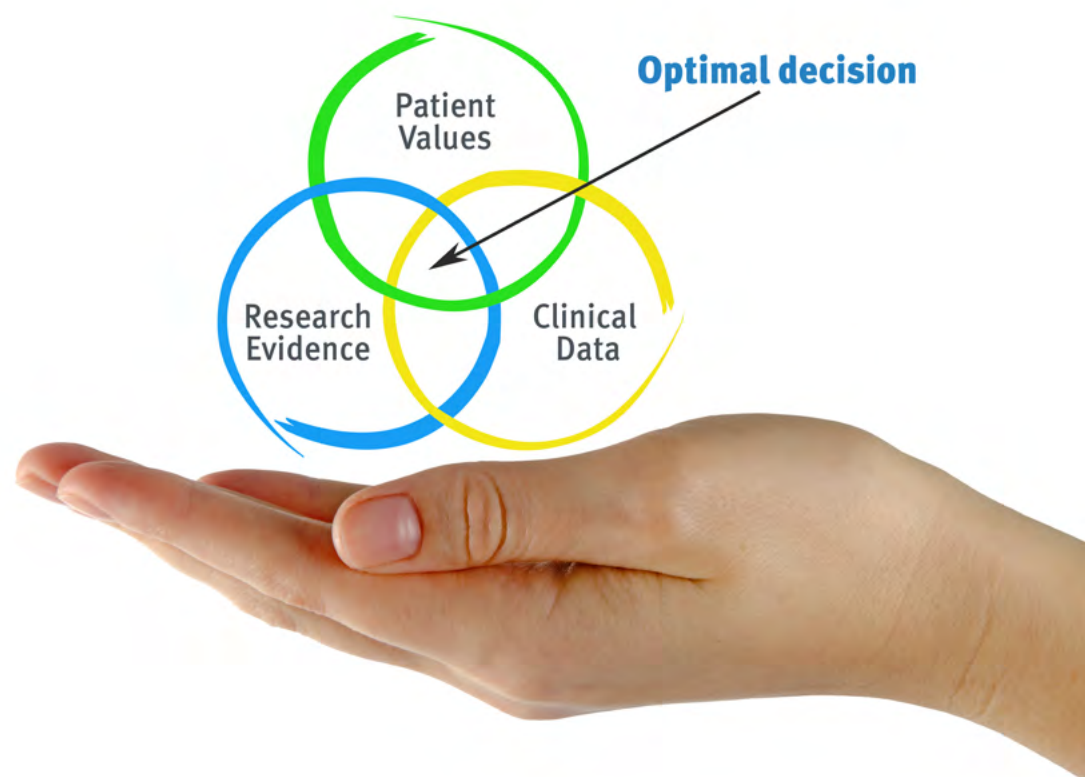 Optimal decision
Patient
Values
Research
Evidence
Clinical
Data